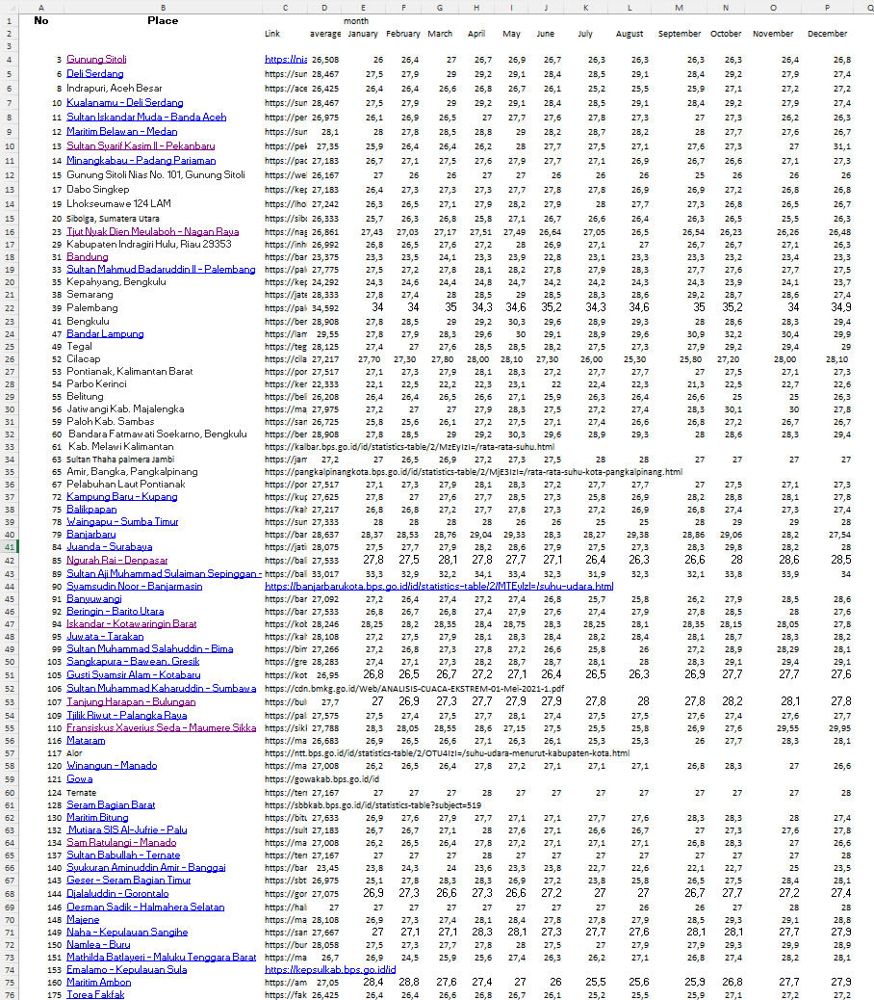 A B C D E F G H I J K L M N O P Q
1 No Place month
2 Link average January February March April May June July August September October November December
3
4 3 Gunung Sitoli https://nia 26,508 26 26,4 27 26,7 26,9 26,7 26,3 26,3 26,3 26,3 26,4 26,8
5 6 Deli Serdang https://sun 28,467 27,5 27,9 29 29,2 29,1 28,4 28,5 29,1 28,4 29,2 27,9 27,4
6 8 Indrapuri, Aceh Besar https://ace 26,425 26,4 26,4 26,6 26,8 26,7 26,1 25,2 25,5 25,9 27,1 27,2 27,2
7 10 Kualanamu - Deli Serdang https://sun 28,467 27,5 27,9 29 29,2 29,1 28,4 28,5 29,1 28,4 29,2 27,9 27,4
8 11 Sultan Iskandar Muda - Banda Aceh https://per 26,975 26,1 26,9 26,5 27 27,7 27,6 27,8 27,3 27 27,3 26,2 26,3
9 12 Maritim Belawan - Medan https://sun 28,1 28 27,8 28,5 28,8 29 28,2 28,7 28,2 28 27,7 27,6 26,7
10 13 Sultan Syarif Kasim II - Pekanbaru https://pek 27,35 25,9 26,4 26,4 26,2 28 27,7 27,5 27,1 27,6 27,3 27 31,1
11 14 Minangkabau - Padang Pariaman https://pac 27,183 26,7 27,1 27,5 27,6 27,9 27,7 27,1 26,9 26,7 26,6 27,1 27,3
12 15 Gunung Sitoli Nias No. 101, Gunung Sitoli https://wel 26,167 27 26 26 27 27 26 26 26 25 26 26 26
13 17 Dabo Singkep https://kep 27,183 26,4 27,3 27,3 27,3 27,7 27,8 27,8 26,9 26,9 27,2 26,8 26,8
14 19 Lhokseumawe 124 LAM https://lho 27,242 26,3 26,5 27,1 27,9 28,2 27,9 28 27,7 27,3 26,8 26,5 26,7
15 20 Sibolga, Sumatera Utara https://sibo 26,333 25,7 26,3 26,8 25,8 27,1 26,7 26,6 26,4 26,3 26,5 25,5 26,3
16 23 Tjut Nyak Dien Meulaboh - Nagan Raya https://nag 26,861 27,43 27,03 27,17 27,51 27,49 26,64 27,05 26,5 26,54 26,23 26,26 26,48
17 29 Kabupaten Indragiri Hulu, Riau 29353 https://inh 26,992 26,8 26,5 27,6 27,2 28 26,9 27,1 27 26,7 26,7 27,1 26,3
18 31 Bandung https://bar 23,375 23,3 23,5 24,1 23,3 23,9 22,8 23,1 23,3 23,3 23,2 23,4 23,3
19 33 Sultan Mahmud Badaruddin II - Palembang https://pal 27,775 27,5 27,2 27,8 28,1 28,2 27,8 27,9 28,3 27,7 27,6 27,7 27,5
20 35 Kepahyang, Bengkulu https://kep 24,292 24,3 24,6 24,4 24,8 24,7 24,2 24,2 24,3 24,3 23,9 24,1 23,7
21 38 Semarang https://jate 28,333 27,8 27,4 28 28,5 29 28,5 28,3 28,6 29,2 28,7 28,6 27,4
22 39 Palembang https://pal 34,592 34 34 35 34,3 34,6 35,2 34,3 34,6 35 35,2 34 34,9
23 41 Bengkulu https://ber 28,908 27,8 28,5 29 29,2 30,3 29,6 28,9 29,3 28 28,6 28,3 29,4
24 47 Bandar Lampung https://lam 29,55 27,8 27,9 28,3 29,6 30 29,1 28,9 29,6 30,9 32,2 30,4 29,9
25 49 Tegal https://teg 28,125 27,4 27 27,6 28,5 28,5 28,2 27,5 27,3 27,9 29,2 29,4 29
26 52 Cilacap https://cila 27,217 27,70 27,30 27,80 28,00 28,10 27,30 26,00 25,30 25,80 27,20 28,00 28,10
27 53 Pontianak, Kalimantan Barat https://por 27,517 27,1 27,3 27,9 28,1 28,3 27,2 27,7 27,7 27 27,5 27,1 27,3
28 54 Parbo Kerinci https://ker 22,333 22,1 22,5 22,2 22,3 23,1 22 22,4 22,3 21,3 22,5 22,7 22,6
29 55 Belitung https://beli 26,208 26,4 26,4 26,5 26,6 27,1 25,9 26,3 26,4 26,6 25 25 26,3
30 56 Jatiwangi Kab. Majalengka https://ma 27,975 27,2 27 27 27,9 28,3 27,5 27,2 27,4 28,3 30,1 30 27,8
31 59 Paloh Kab. Sambas https://san 26,725 25,8 25,6 26,1 27,2 27,5 27,1 27,4 26,6 26,8 27,2 26,7 26,7
32 60 Bandara Fatmawati Soekarno, Bengkulu https://ber 28,908 27,8 28,5 29 29,2 30,3 29,6 28,9 29,3 28 28,6 28,3 29,4
33 61 Kab. Melawi Kalimantan https://kalbar.bps.go.id/id/statistics-table/2/MzEyIzI=/rata-rata-suhu.html
34 63 Sultan Thaha palmera Jambi https://jam 27,2 27 26,5 26,9 27,2 27,3 27,5 28 28 27 27 27 27
35 65 Amir, Bangka, Pangkalpinang https://pangkalpinangkota.bps.go.id/id/statistics-table/2/MjE3IzI=/rata-rata-suhu-kota-pangkalpinang.html
36 67 Pelabuhan Laut Pontianak https://por 27,517 27,1 27,3 27,9 28,1 28,3 27,2 27,7 27,7 27 27,5 27,1 27,3
37 72 Kampung Baru - Kupang https://kup 27,625 27,8 27 27,6 27,7 28,5 27,3 25,8 26,9 28,2 28,8 28,1 27,8
38 75 Balikpapan https://kalt 27,217 26,8 26,8 27,2 27,7 27,8 27,3 27,2 26,9 26,8 27,4 27,3 27,4
39 78 Waingapu - Sumba Timur https://sun 27,333 28 28 28 28 26 26 25 25 28 29 29 28
40 79 Banjarbaru https://bar 28,637 28,37 28,53 28,76 29,04 29,33 28,3 28,27 29,38 28,86 29,06 28,2 27,54
41 84 Juanda - Surabaya https://jati 28,075 27,5 27,7 27,9 28,2 28,6 27,9 27,5 27,3 28,3 29,8 28,2 28
42 85 Ngurah Rai - Denpasar https://bali 27,533 27,8 27,5 28,1 27,8 27,7 27,1 26,4 26,3 26,6 28 28,6 28,5
43 89 Sultan Aji Muhammad Sulaiman Sepinggan - https://bali 33,017 33,3 32,9 32,2 34,1 33,5 32,4 31,7 32,1 32,1 33,8 33,9 34
44 90 Syamsudin Noor - Banjarmasin https://banjarbarukota.bps.go.id/id/statistics-table/2/MTEyIzI=/suhu-udara.html
45 91 Banyuwangi https://bar 27,092 27,2 26,4 27,4 27,2 27,4 26,8 25,7 25,8 26,2 27,9 28,5 28,6
46 92 Beringin - Barito Utara https://bar 27,533 26,8 26,7 26,8 27,4 27,9 27,6 27,4 27,9 27,8 28,5 28 27,6
47 94 Iskandar - Kotawaringin Barat https://kot 28,246 28,25 28,2 28,35 28,4 28,75 28,3 28,25 28,1 28,35 28,15 28,05 27,8
48 95 Juwata - Tarakan https://kalt 28,108 27,2 27,5 27,9 28,1 28,3 28,4 28,2 28,4 28,1 28,7 28,3 28,2
49 99 Sultan Muhammad Salahuddin - Bima https://bin 27,266 27,2 26,8 27,3 27,8 27,2 26,6 25,8 26 27,2 28,9 28,29 28,1
50 103 Sangkapura - Bawean, Gresik https://gre 28,283 27,4 27,1 27,3 28,2 28,7 28,7 28,1 28 28,3 29,1 29,4 29,1
51 105 Gusti Syamsir Alam - Kotabaru https://kot 26,95 26,8 26,5 26,7 27,2 27,1 26,4 26,5 26,3 26,9 27,7 27,7 27,6
52 106 Sultan Muhammad Kaharuddin - Sumbawa https://cdn.bmkg.go.id/Web/ANALISIS-CUACA-EKSTREM-01-Mei-2021-1.pdf
53 107 Tanjung Harapan - Bulungan https://bul 27,7 27 26,9 27,3 27,7 27,9 27,9 27,8 28 27,8 28,2 28,1 27,8
54 109 Tjilik Riwut - Palangka Raya https://pal 27,575 27,5 27,4 27,5 27,7 28,1 27,4 27,5 27,5 27,6 27,4 27,6 27,7
55 110 Fransiskus Xaverius Seda - Maumere Sikka https://sikl 27,788 28,3 28,05 28,55 28,6 27,15 27,5 25,5 25,8 26,9 27,6 29,55 29,95
56 116 Mataram https://ma 26,683 26,9 26,5 26,6 27,1 26,3 26,1 25,3 25,3 26 27,7 28,3 28,1
57 117 Alor https://ntt.bps.go.id/id/statistics-table/2/OTU4IzI=/suhu-udara-menurut-kabupaten-kota.html
58 120 Winangun - Manado https://ma 27,008 26,2 26,5 26,4 27,8 27,2 27,1 27,1 27,1 26,8 28,3 27 26,6
59 121 Gowa https://gowakab.bps.go.id/id
60 124 Ternate https://tern 27,167 27 27 27 28 27 27 27 27 27 27 27 28
61 128 Seram Bagian Barat https://sbbkab.bps.go.id/id/statistics-table?subject=519
62 130 Maritim Bitung https://bitu 27,633 26,9 27,6 27,9 27,7 27,1 27,1 27,7 27,6 28,3 28,3 28 27,4
63 132 Mutiara SIS Al-Jufrie - Palu https://sult 27,183 26,7 26,7 27,1 28 27,6 27,1 26,6 26,7 27 27,3 27,6 27,8
64 134 Sam Ratulangi - Manado https://ma 27,008 26,2 26,5 26,4 27,8 27,2 27,1 27,1 27,1 26,8 28,3 27 26,6
65 137 Sultan Babullah - Ternate https://tern 27,167 27 27 27 28 27 27 27 27 27 27 27 28
66 140 Syukuran Aminuddin Amir - Banggai https://bar 23,45 23,8 24,3 24 23,6 23,3 23,8 22,7 22,6 22,1 22,7 25 23,5
67 143 Geser - Seram Bagian Timur https://sbt 26,975 25,1 27,8 28,3 28,3 26,9 27,2 23,8 25,8 26,5 27,5 28,4 28,1
68 144 Djalaluddin - Gorontalo https://gor 27,075 26,9 27,3 26,6 27,3 26,6 27,2 27 27 26,7 27,7 27,2 27,4
69 146 Oesman Sadik - Halmahera Selatan https://hali 27 27 27 27 27 27 27 27 26 26 27 28 28
70 148 Majene https://ma 28,108 26,9 27,3 27,4 28,1 28,4 27,8 27,8 27,9 28,5 29,3 29,1 28,8
71 149 Naha - Kepulauan Sangihe https://san 27,667 27 27,1 27,1 28,3 28,1 27,3 27,7 27,6 28,1 28,1 27,7 27,9
72 150 Namlea - Buru https://bur 28,058 27,5 27,3 27,7 27,8 28 27,5 27 27,9 27,9 29,3 29,9 28,9
73 151 Mathilda Batlayeri - Maluku Tenggara Barat https://ma 26,7 26,9 24,5 25,9 25,6 27,4 26,3 26,2 27,1 26,8 27,4 28,2 28,1
74 153 Emalamo - Kepulauan Sula https://kepsulkab.bps.go.id/id
75 160 Maritim Ambon https://am 27,05 28,4 28,8 27,6 27,4 27 26 25,5 25,6 25,9 26,8 27,7 27,9
76 175 Torea Fakfak https://fak 26,425 26,4 26,4 26,6 26,8 26,7 26,1 25,2 25,5 25,9 27,1 27,2 27,2